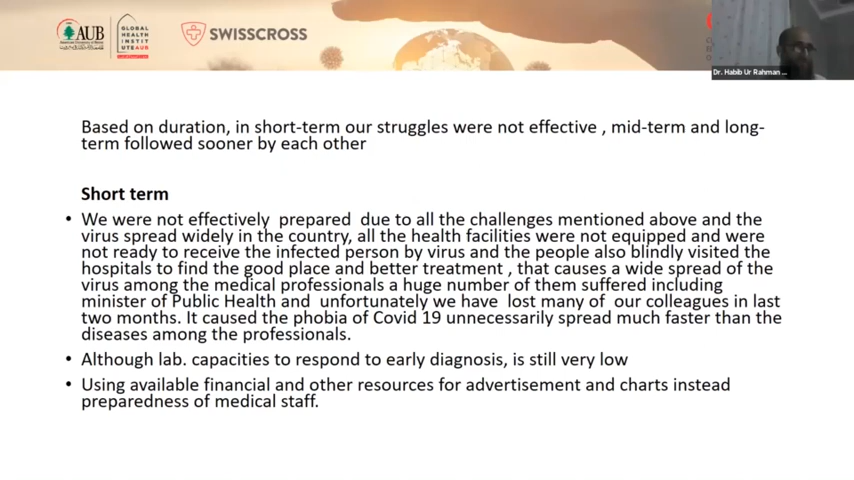 AUB
American University of Beirut
GLOBAL
HEALTH
INSTIT
UTEAUB
SWISSCROSS
Dr. Habib Ur Rahman ...
Based on duration, in short-term our struggles were not effective , mid-term and long-
term followed sooner by each other
Short term
• We were not effectively prepared due to all the challenges mentioned above and the
virus spread widely in the country, all the health facilities were not equipped and were
not ready to receive the infected person by virus and the people also blindly visited the
hospitals to find the good place and better treatment , that causes a wide spread of the
virus among the medical professionals a huge number of them suffered including
minister of Public Health and unfortunately we have lost many of our colleagues in last
two months. It caused the phobia of Covid 19 unnecessarily spread much faster than the
diseases among the professionals.
• Although lab. capacities to respond to early diagnosis, is still very low
• Using available financial and other resources for advertisement and charts instead
preparedness of medical staff.